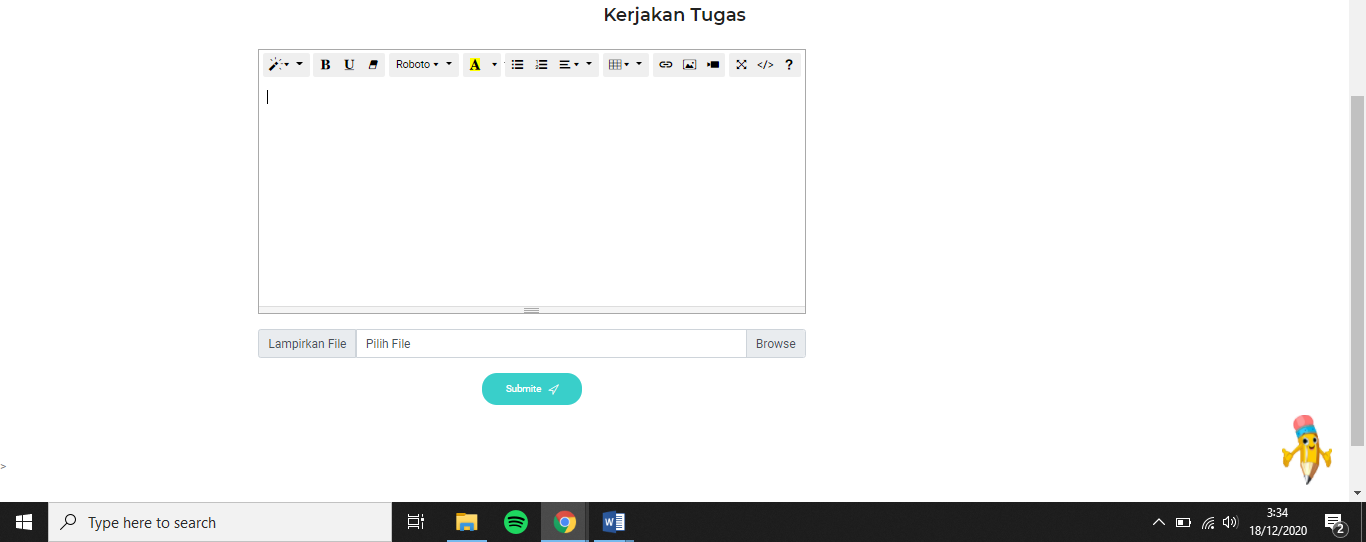 Kerjakan Tugas
B U Roboto A </> ?
Lampirkan File Pilih File Browse
Submite
>
Type here to search
W
3:34
18/12/2020
2